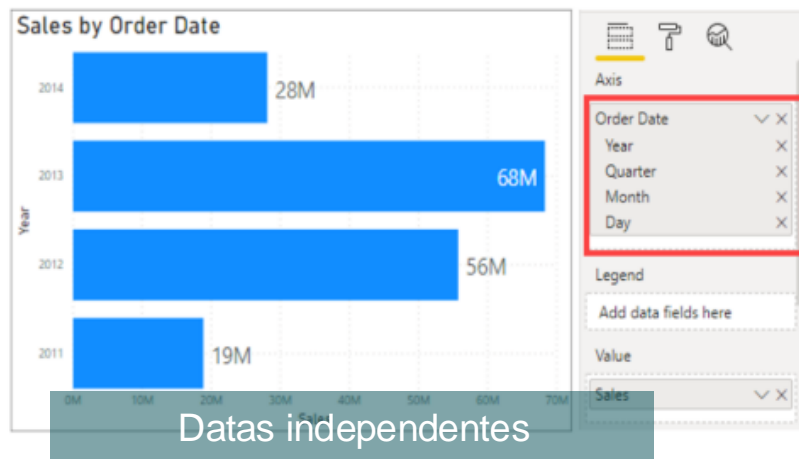 Sales by Order Date
2014
28M
2013
68M
Year
2012
56M
2011
19M
0M 10M 20M 30M 40M 50M 60M 70M
Sales
Datas independentes
Axis
Order Date
Year
Quarter
Month
Day
Legend
Add data fields here
Value
Sales